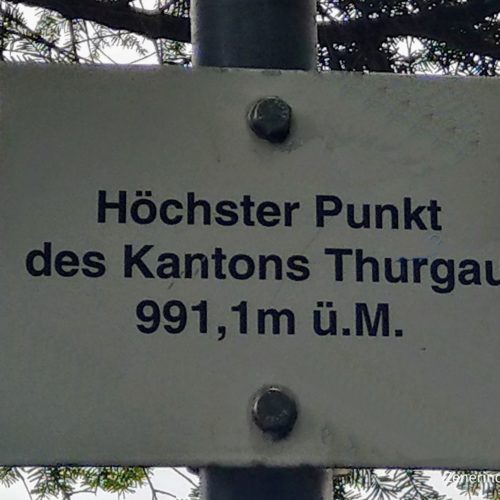 Höchster Punkt
des Kantons Thurgau
991,1m ü.M.